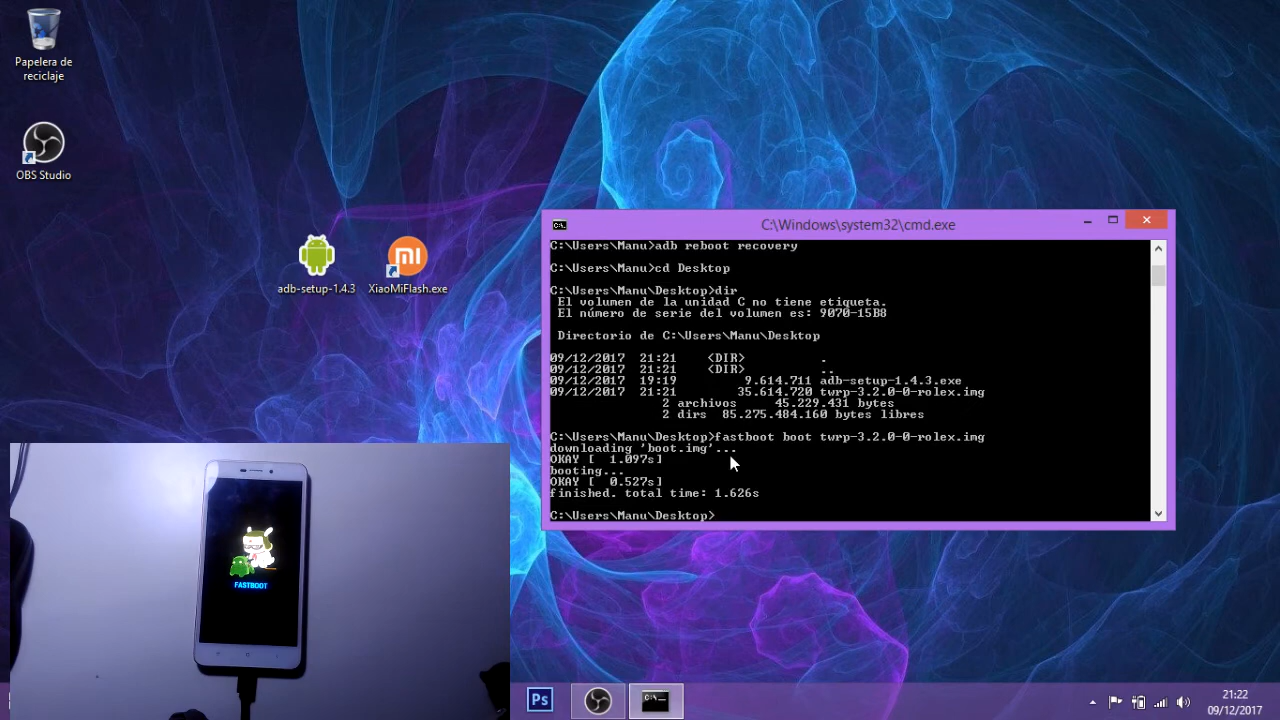 Papelera de
reciclaje
OBS Studio
adb-setup-1.4.3
XiaoMiFlash.exe
C:\Windows\system32\cmd.exe
C:\Users\Manu>adb reboot recovery
C:\Users\Manu>cd Desktop
C:\Users\Manu\Desktop>dir
El volumen de la unidad C no tiene etiqueta.
El número de serie del volumen es: 9070-15B8
Directorio de C:\Users\Manu\Desktop
09/12/2017 21:21 <DIR> .
09/12/2017 21:21 <DIR> ..
09/12/2017 19:19 9.614.711 adb-setup-1.4.3.exe
09/12/2017 21:21 35.614.720 twrp-3.2.0-0-rolex.img
2 archivos 45.229.431 bytes
2 dirs 85.275.484.160 bytes libres
C:\Users\Manu\Desktop>fastboot boot twrp-3.2.0-0-rolex.img
downloading 'boot.img'...
OKAY [ 1.097s]
booting...
OKAY [ 0.527s]
finished. total time: 1.626s
C:\Users\Manu\Desktop>
FASTBOOT
Ps
21:22
09/12/2017